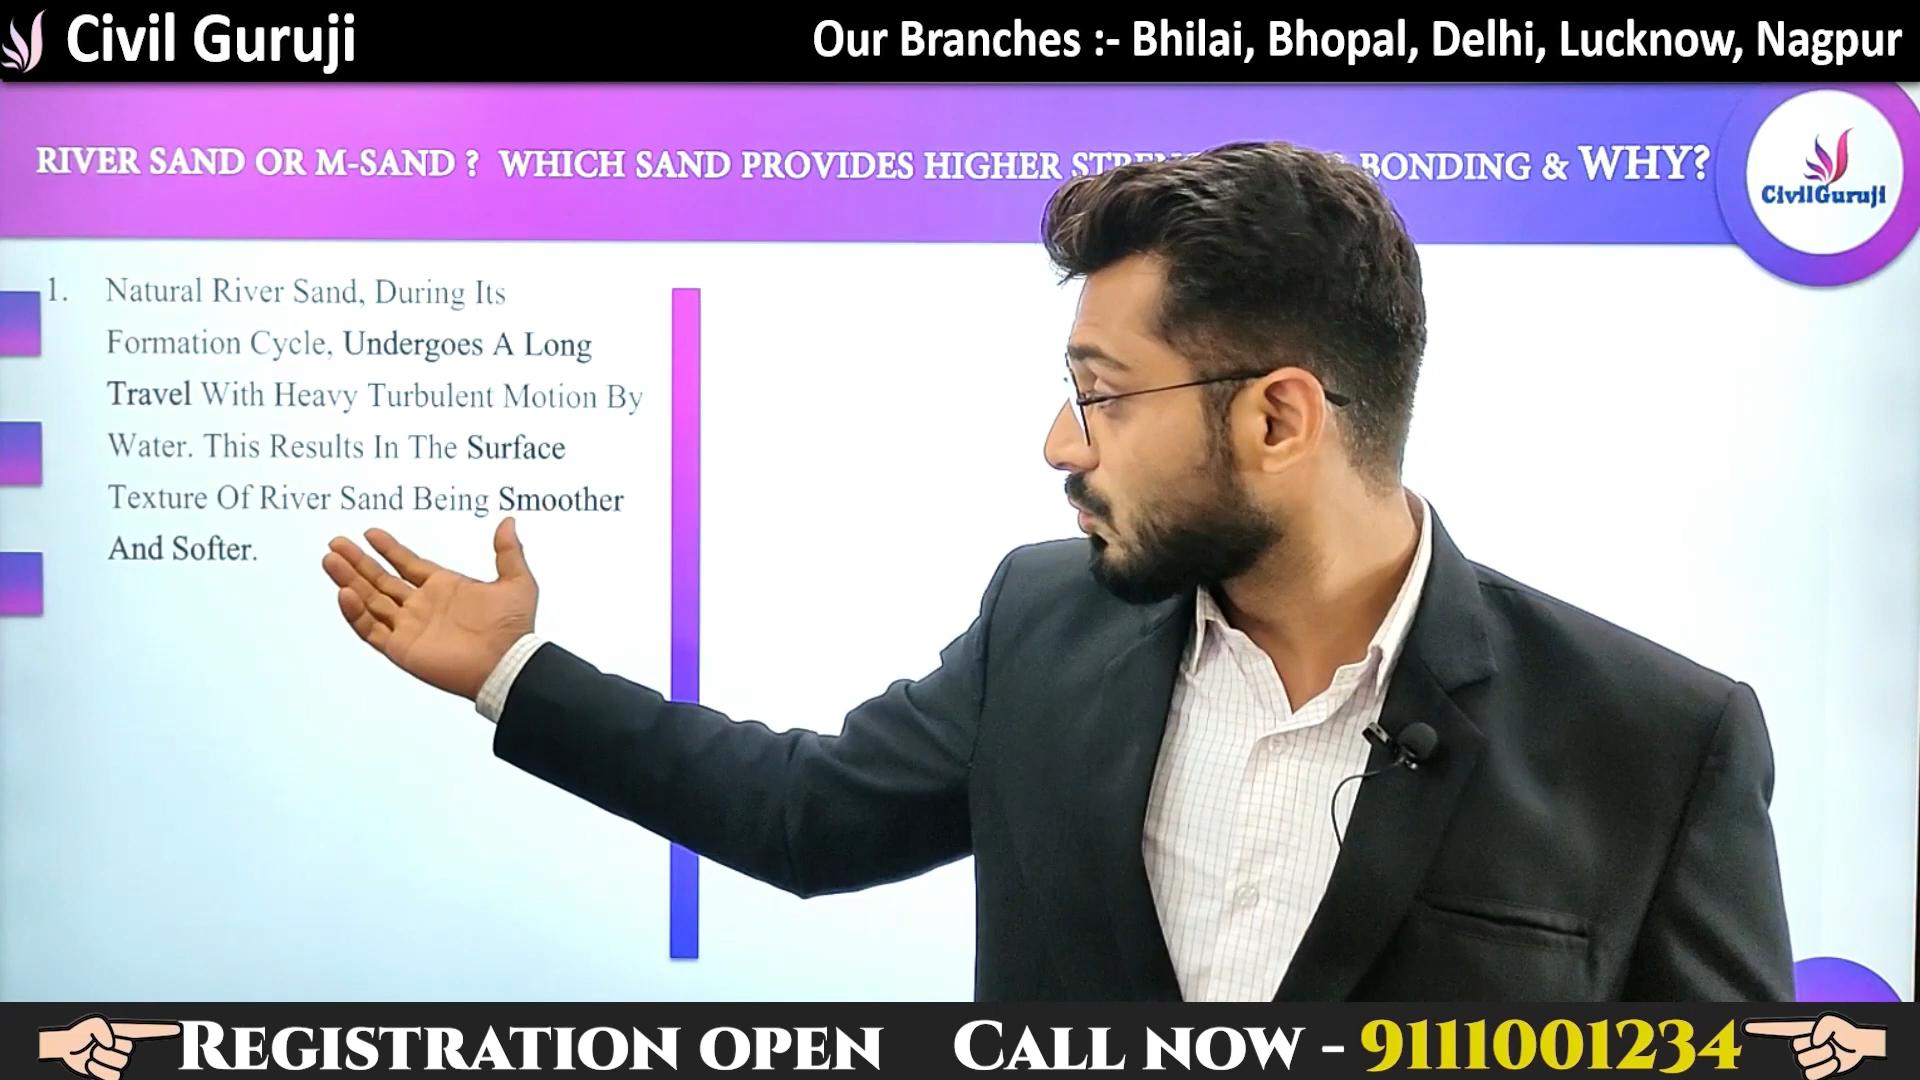 Civil Guruji
Our Branches :- Bhilai, Bhopal, Delhi, Lucknow, Nagpur
RIVER SAND OR M-SAND ? WHICH SAND PROVIDES HIGHER BONDING & WHY?
CivilGuruji
1. Natural River Sand, During Its
Formation Cycle, Undergoes A Long
Travel With Heavy Turbulent Motion By
Water. This Results In The Surface
Texture Of River Sand Being Smoother
And Softer.
REGISTRATION OPEN CALL NOW - 9111001234